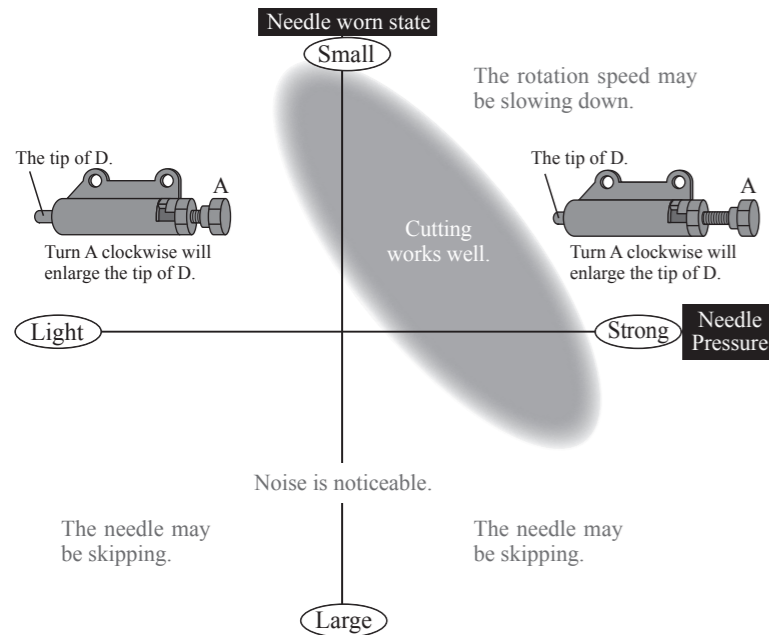 Needle worn state
Small
The rotation speed may
be slowing down.
The tip of D.
A
Turn A clockwise will
enlarge the tip of D.
Cutting
works well.
The tip of D.
A
Turn A clockwise will
enlarge the tip of D.
Light
Strong
Needle
Pressure
Noise is noticeable.
The needle may
be skipping.
The needle may
be skipping.
Large